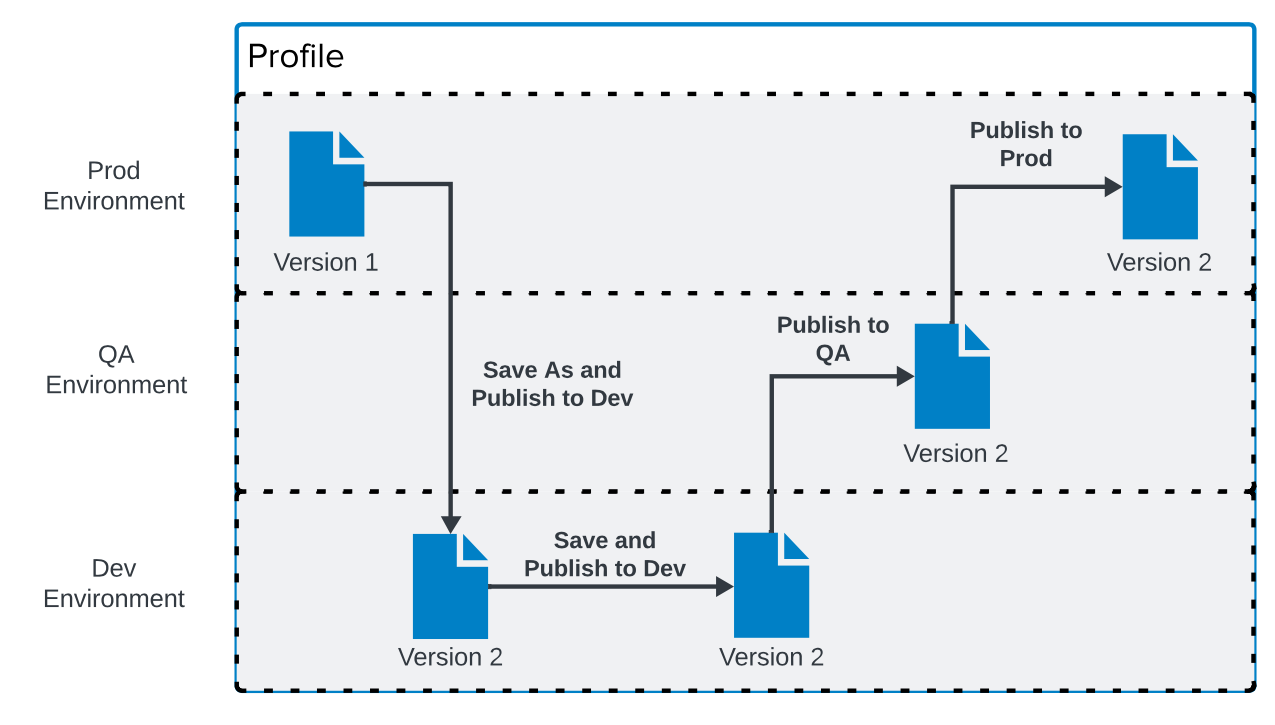 Profile
Prod
Environment
Version 1
Publish to
Prod
Version 2
QA
Environment
Save As and
Publish to Dev
Publish to
QA
Version 2
Dev
Environment
Version 2
Save and
Publish to Dev
Version 2